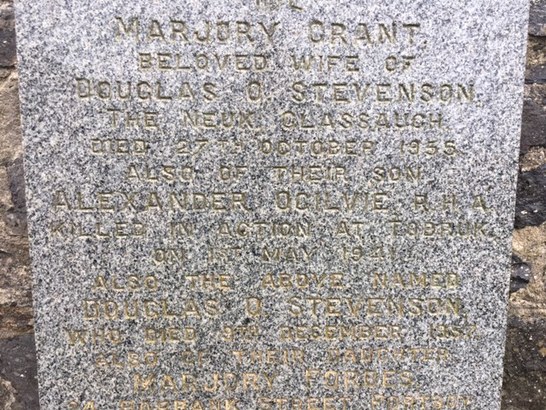 MARJORY GRANT
BELOVED WIFE OF
DOUGLAS O. STEVENSON,
THE NEUK, GLASSAUGH,
DIED 27TH OCTOBER 1955
ALSO OF THEIR SON
ALEXANDER OGILVIE R.H.A.
KILLED IN ACTION AT TOBRUK
ON 1ST MAY 1941
ALSO THE ABOVE NAMED
DOUGLAS O. STEVENSON,
WHO DIED DECEMBER
ALSO OF THEIR DAUGHTER
MARJORY FORBES
STREET,